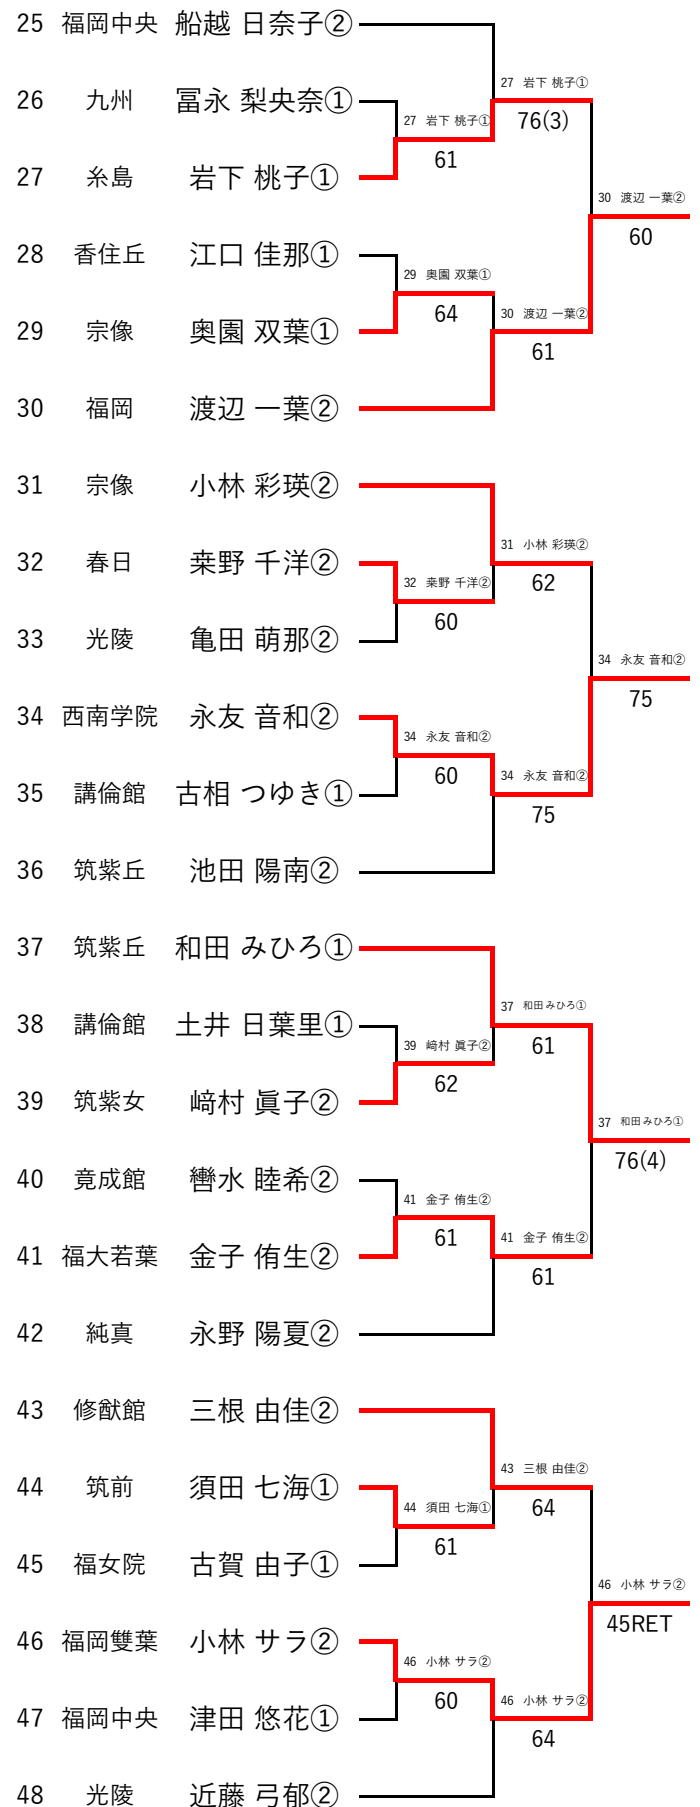 25 福岡中央 船越 日奈子②
27 岩下 桃子①
26 九州 冨永 梨央奈①
27 岩下 桃子①
76(3)
61
27 糸島 岩下 桃子①
30 渡辺 一葉②
60
28 香住丘 江口 佳那①
29 奥園 双葉①
64
30 渡辺 一葉②
29 宗像 奥園 双葉①
61
30 福岡 渡辺 一葉②
31 宗像 小林 彩瑛②
31 小林 彩瑛②
32 春日 桒野 千洋②
32 桒野 千洋②
62
60
33 光陵 亀田 萌那②
34 永友 音和②
75
34 西南学院 永友 音和②
34 永友 音和②
60
34 永友 音和②
35 講倫館 古相 つゆき①
75
36 筑紫丘 池田 陽南②
37 筑紫丘 和田 みひろ①
37 和田 みひろ①
38 講倫館 土井 日葉里①
39 﨑村 眞子②
61
62
39 筑紫女 﨑村 眞子②
37 和田 みひろ①
76(4)
40 竟成館 轡水 睦希②
41 金子 侑生②
61
41 金子 侑生②
41 福大若葉 金子 侑生②
61
42 純真 永野 陽夏②
43 修猷館 三根 由佳②
43 三根 由佳②
44 筑前 須田 七海①
44 須田 七海①
64
61
45 福女院 古賀 由子①
46 小林 サラ②
45RET
46 福岡雙葉 小林 サラ②
46 小林 サラ②
60
46 小林 サラ②
47 福岡中央 津田 悠花①
64
48 光陵 近藤 弓郁②